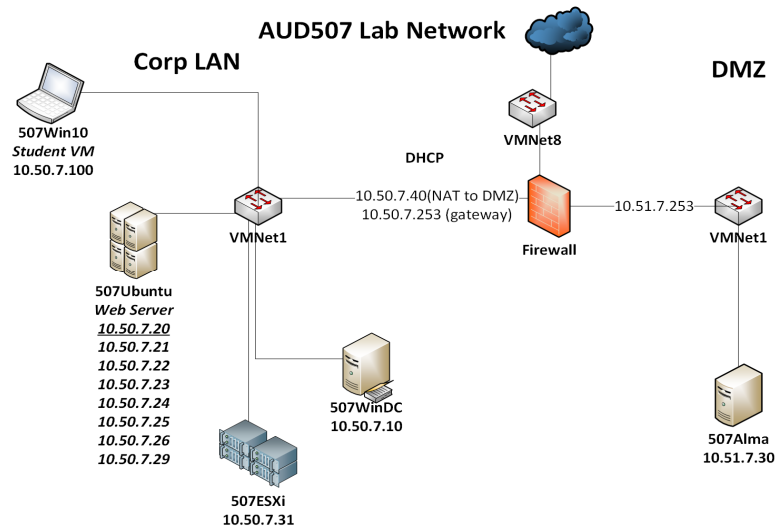 AUD507 Lab Network
Corp LAN
DMZ
507Win10
Student VM
10.50.7.100
VMNet8
DHCP
10.50.7.40(NAT to DMZ)
10.50.7.253 (gateway)
10.51.7.253
VMNet1
Firewall
VMNet1
507Ubuntu
Web Server
10.50.7.20
10.50.7.21
10.50.7.22
10.50.7.23
10.50.7.24
10.50.7.25
10.50.7.26
10.50.7.29
507WinDC
10.50.7.10
507Alma
10.51.7.30
507ESXi
10.50.7.31